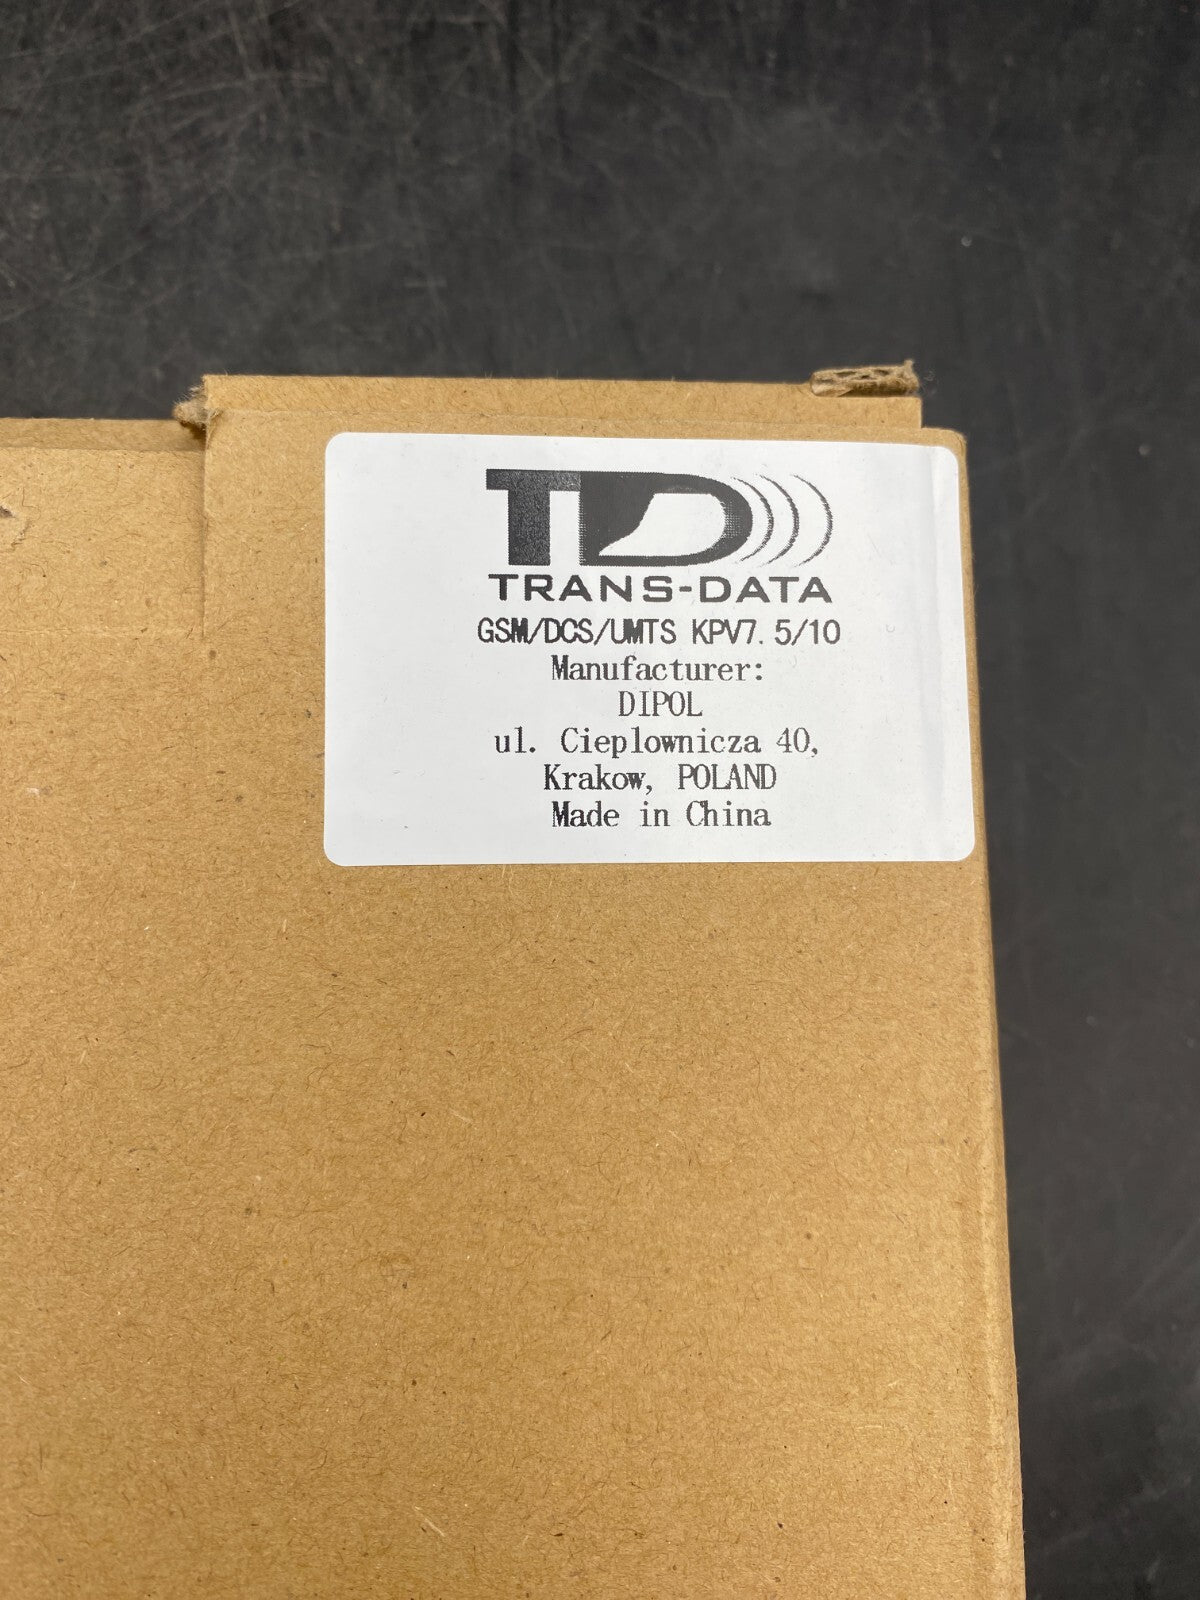 TD
TRANS-DATA
GSM/DCS/UMTS KPV7.5/10
Manufacturer:
DIPOL
ul. Cieplownicza 40,
Krakow, POLAND
Made in China